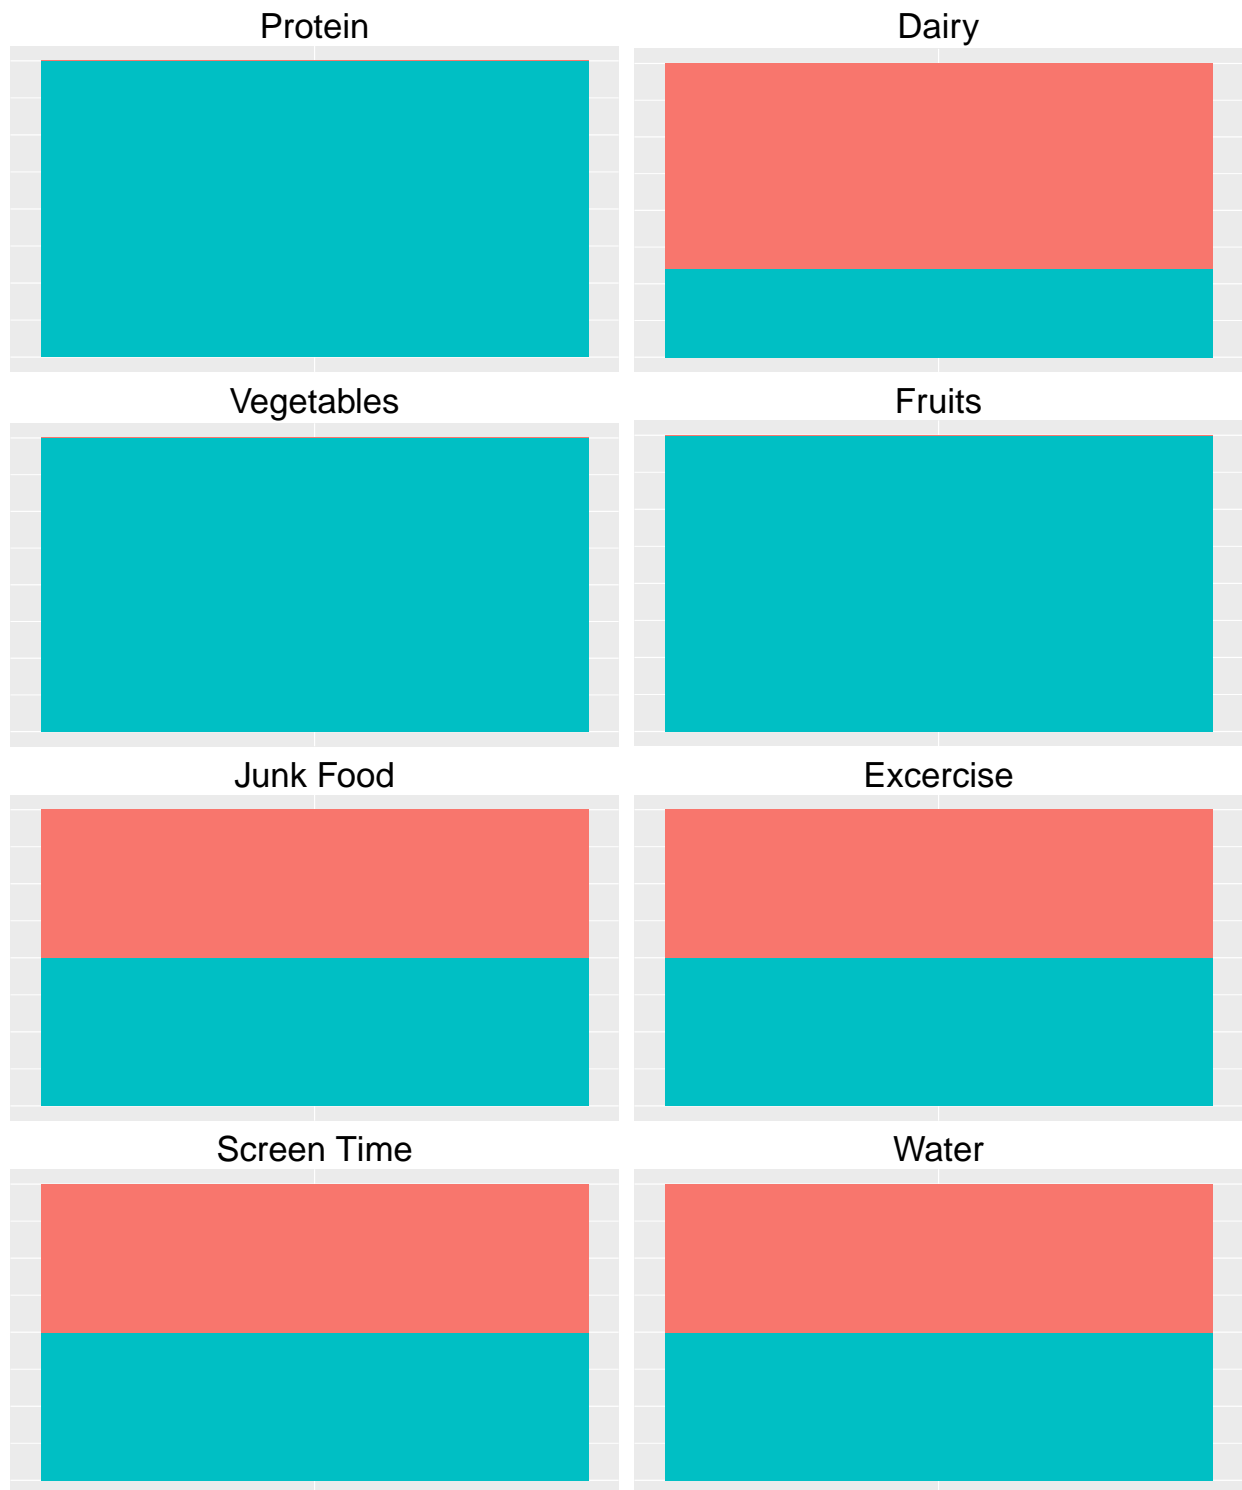 Protein
Dairy
Vegetables
Fruits
Junk Food
Excercise
Screen Time
Water